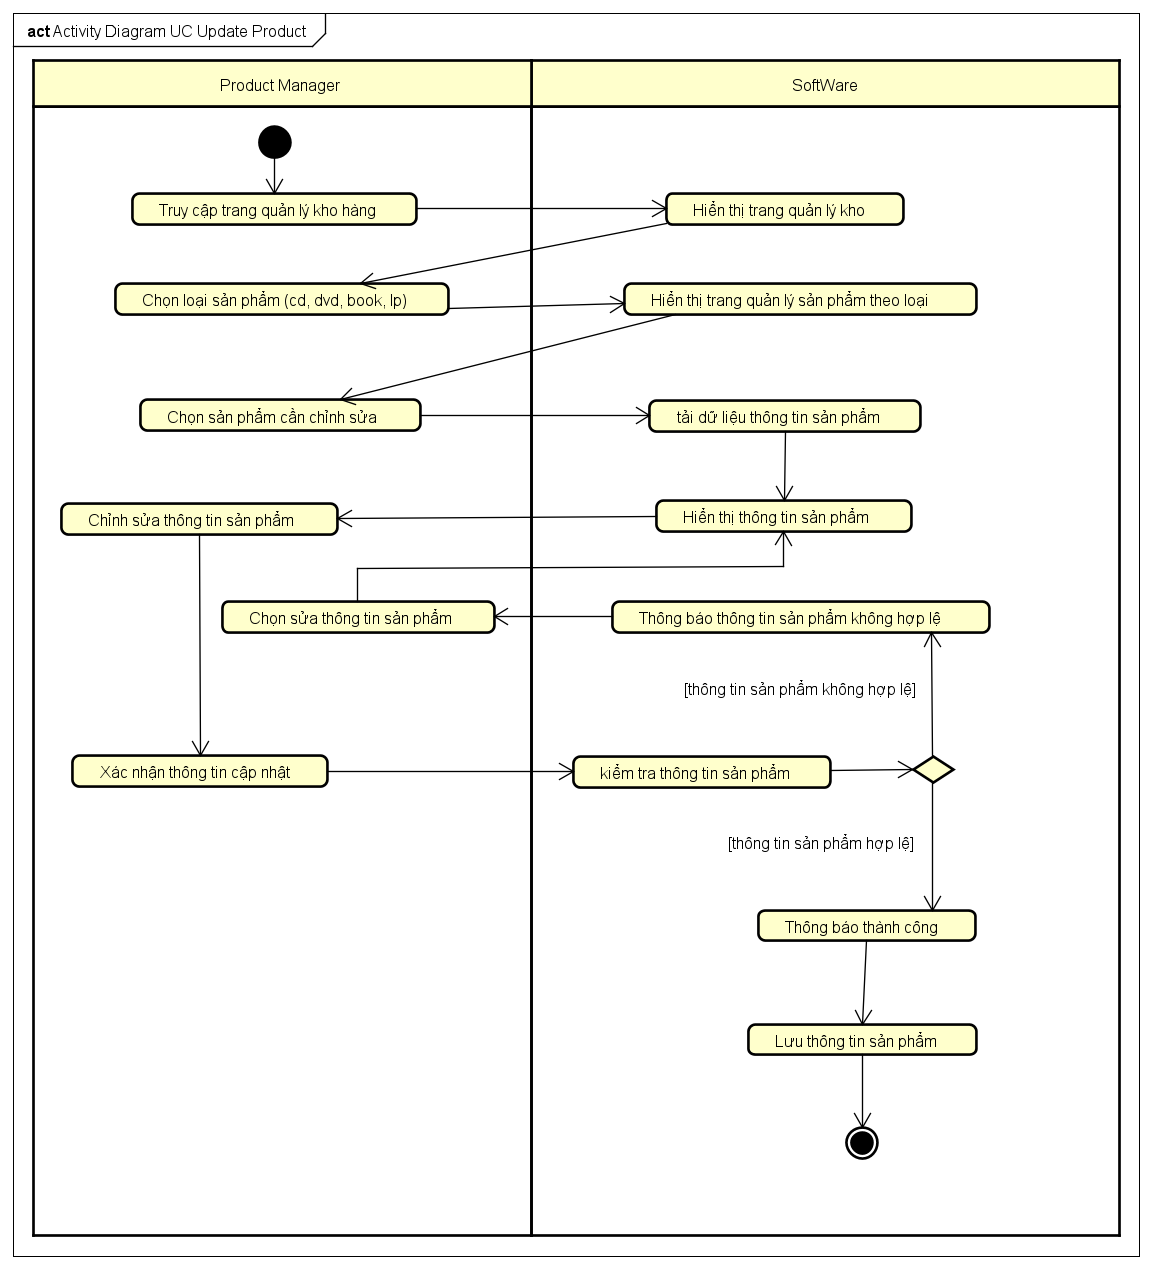 act Activity Diagram UC Update Product
Product Manager
SoftWare
Truy cập trang quản lý kho hàng
Hiển thị trang quản lý kho
Chọn loại sản phẩm (cd, dvd, book, lp)
Hiển thị trang quản lý sản phẩm theo loại
Chọn sản phẩm cần chỉnh sửa
tải dữ liệu thông tin sản phẩm
Chỉnh sửa thông tin sản phẩm
Hiển thị thông tin sản phẩm
Chọn sửa thông tin sản phẩm
Thông báo thông tin sản phẩm không hợp lệ
[thông tin sản phẩm không hợp lệ]
Xác nhận thông tin cập nhật
kiểm tra thông tin sản phẩm
[thông tin sản phẩm hợp lệ]
Thông báo thành công
Lưu thông tin sản phẩm